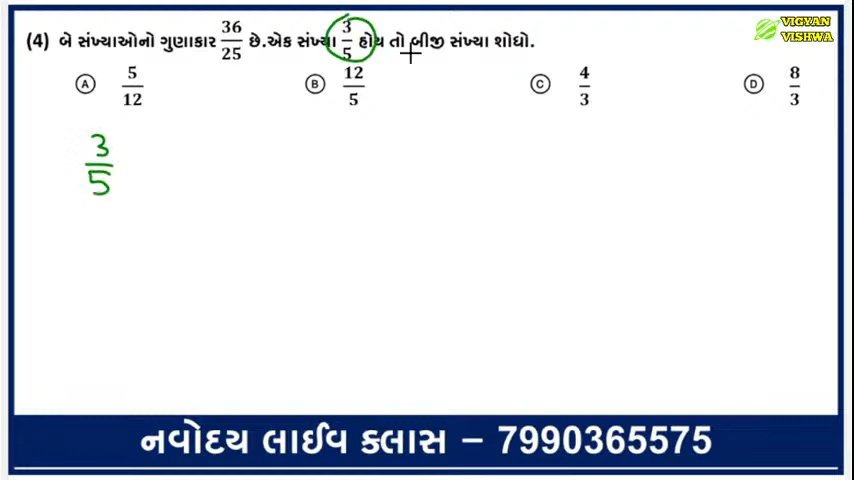 VIGYAN
VISHWA
(4) બે સંખ્યાઓનો ગુણાકાર 36/25 છે.એક સંખ્યા 3/5 હોય તો બીજી સંખ્યા શોધો.
A 5/12 B 12/5 C 4/3 D 8/3
3/5
નવોદય લાઈવ ક્લાસ – 7990365575